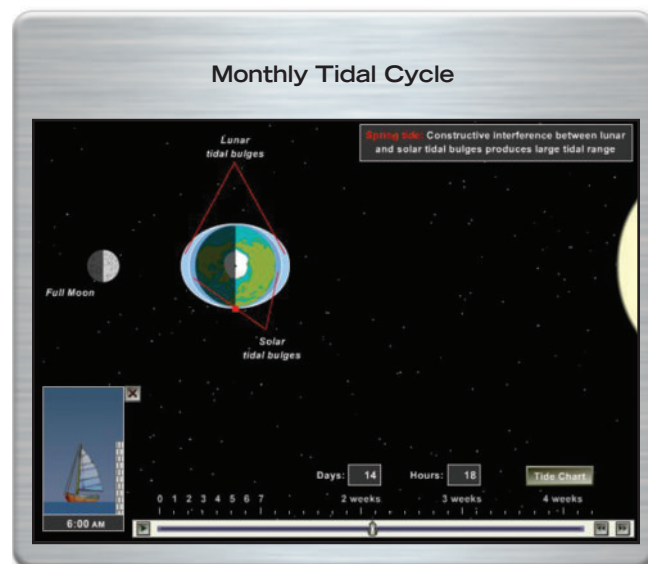 Monthly Tidal Cycle
Lunar
tidal bulges
Spring tide: Constructive interference between lunar
and solar tidal bulges produces large tidal range
Full Moon
Solar
tidal bulges
Days: 14 Hours: 18 Tide Chart
0 1 2 3 4 5 6 7 2 weeks 3 weeks 4 weeks
6:00 AM